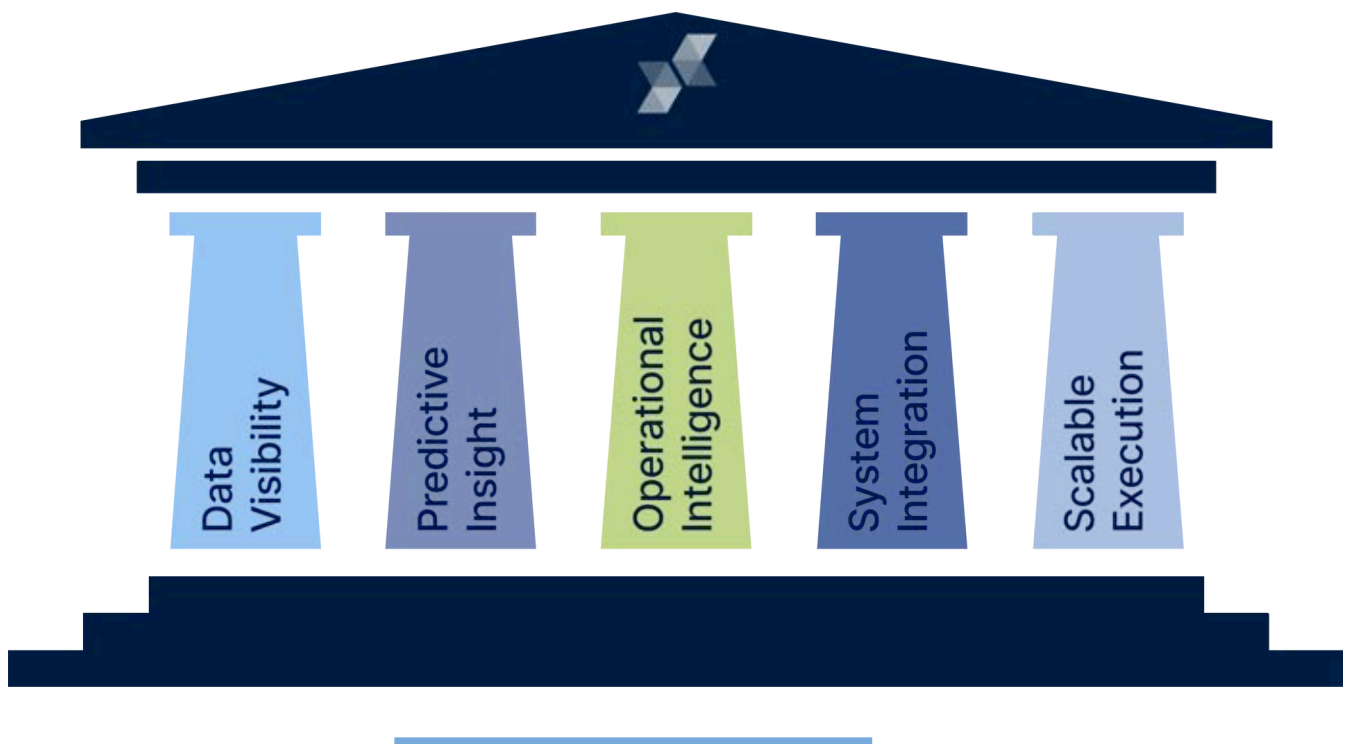 Data
Visibility
Predictive
Insight
Operational
Intelligence
System
Integration
Scalable
Execution